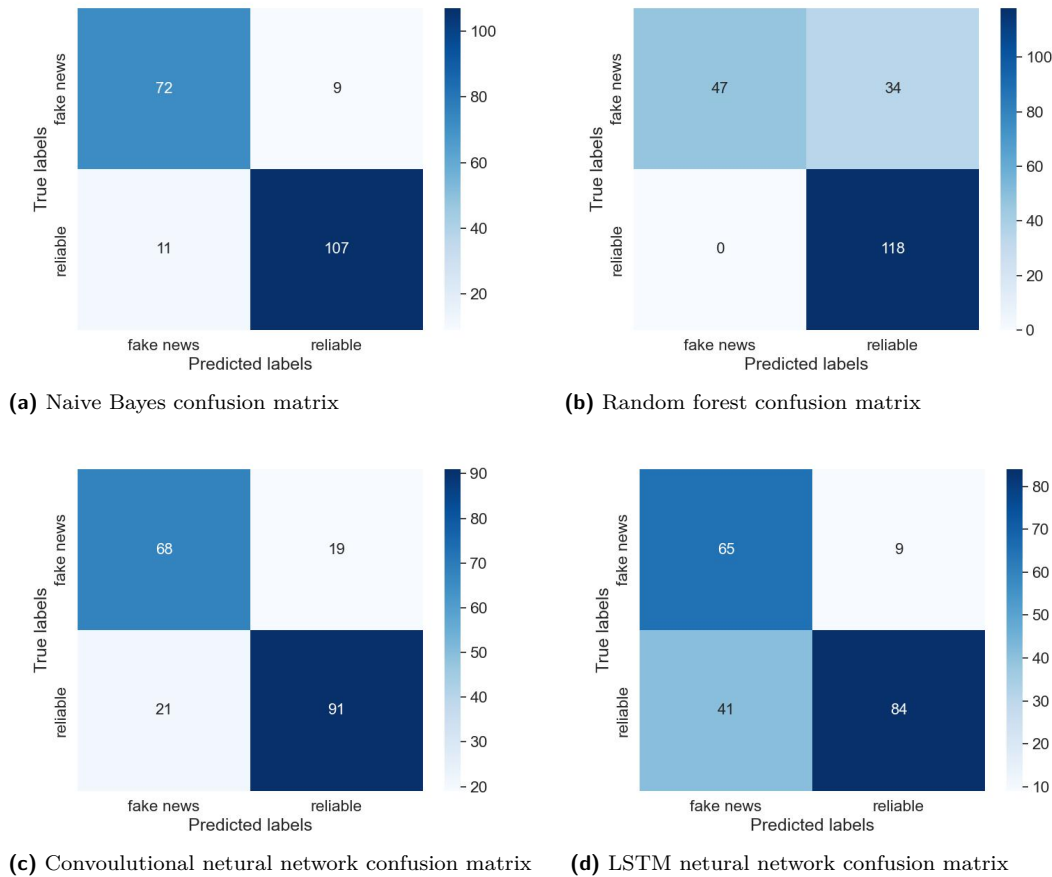 fake news
72
9
True labels
reliable
11
107
fake news
reliable
Predicted labels
100
80
60
40
20
(a) Naive Bayes confusion matrix
fake news
47
34
True labels
reliable
0
118
fake news
reliable
Predicted labels
100
80
60
40
20
0
(b) Random forest confusion matrix
fake news
68
19
True labels
reliable
21
91
fake news
reliable
Predicted labels
90
80
70
60
50
40
30
20
(c) Convoulutional netural network confusion matrix
fake news
65
9
True labels
reliable
41
84
fake news
reliable
Predicted labels
80
70
60
50
40
30
20
10
(d) LSTM netural network confusion matrix